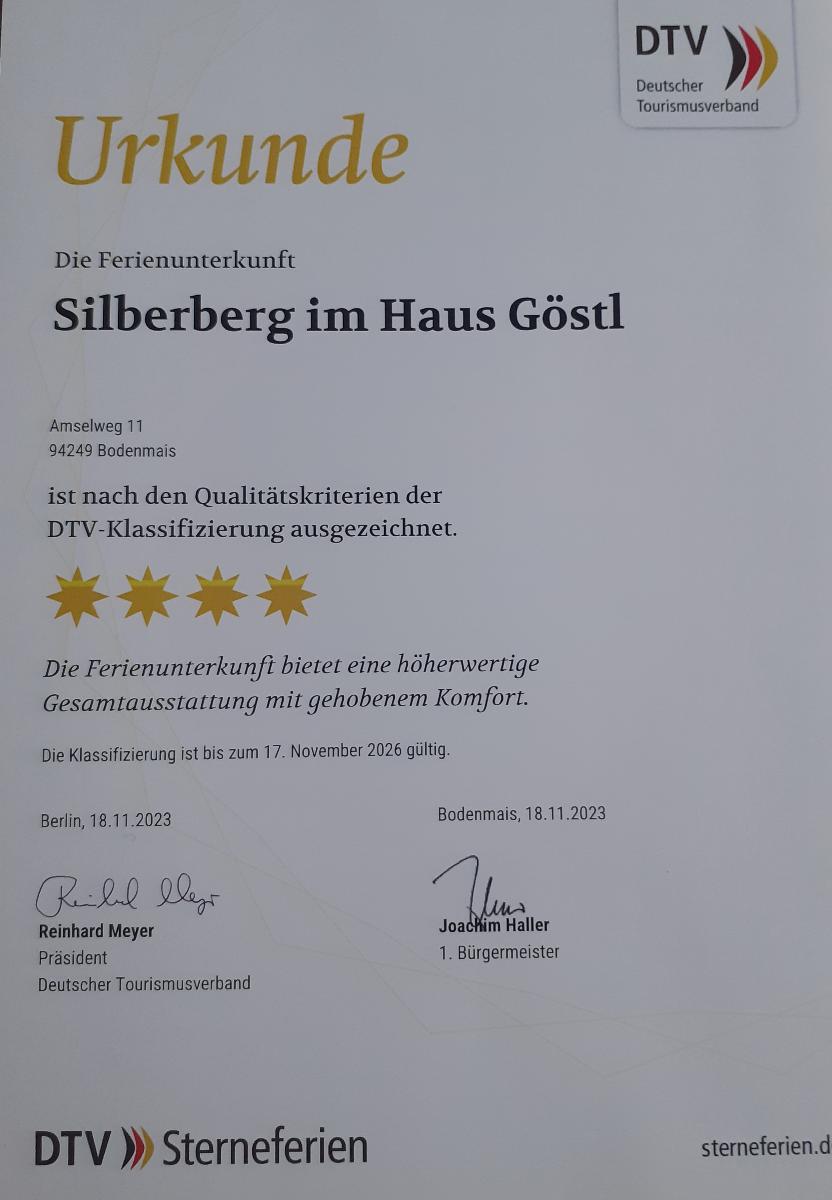 DTV
Deutscher
Tourismusverband
Urkunde
Die Ferienunterkunft
Silberberg im Haus Göstl
Amselweg 11
94249 Bodenmais
ist nach den Qualitätskriterien der
DTV-Klassifizierung ausgezeichnet.
Die Ferienunterkunft bietet eine höherwertige
Gesamtausstattung mit gehobenem Komfort.
Die Klassifizierung ist bis zum 17. November 2026 gültig.
Berlin, 18.11.2023
Reinhard Meyer
Reinhard Meyer
Präsident
Deutscher Tourismusverband
Bodenmais, 18.11.2023
Joachim Haller
1. Bürgermeister
DTV Sterneferien
sterneferien.d